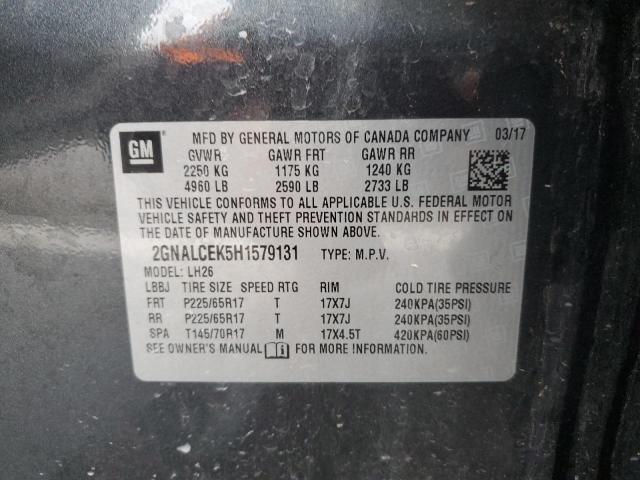 GM
MFD BY GENERAL MOTORS OF CANADA COMPANY 03/17
GVWR GAWR FRT GAWR RR
2250 KG 1175 KG 1240 KG
4960 LB 2590 LB 2733 LB
THIS VEHICLE CONFORMS TO ALL APPLICABLE U.S. FEDERAL MOTOR
VEHICLE SAFETY AND THEFT PREVENTION STANDARDS IN EFFECT ON
THE DATE OF MANUFACTURE SHOWN ABOVE.
2GNALCEK5H1579131 TYPE: M.P.V.
MODEL: LH26
LBBJ TIRE SIZE SPEED RTG RIM COLD TIRE PRESSURE
FRT P225/65R17 T 17X7J 240KPA(35PSI)
RR P225/65R17 T 17X7J 240KPA(35PSI)
SPA T145/70R17 M 17X4.5T 420KPA(60PSI)
SEE OWNER'S MANUAL FOR MORE INFORMATION.